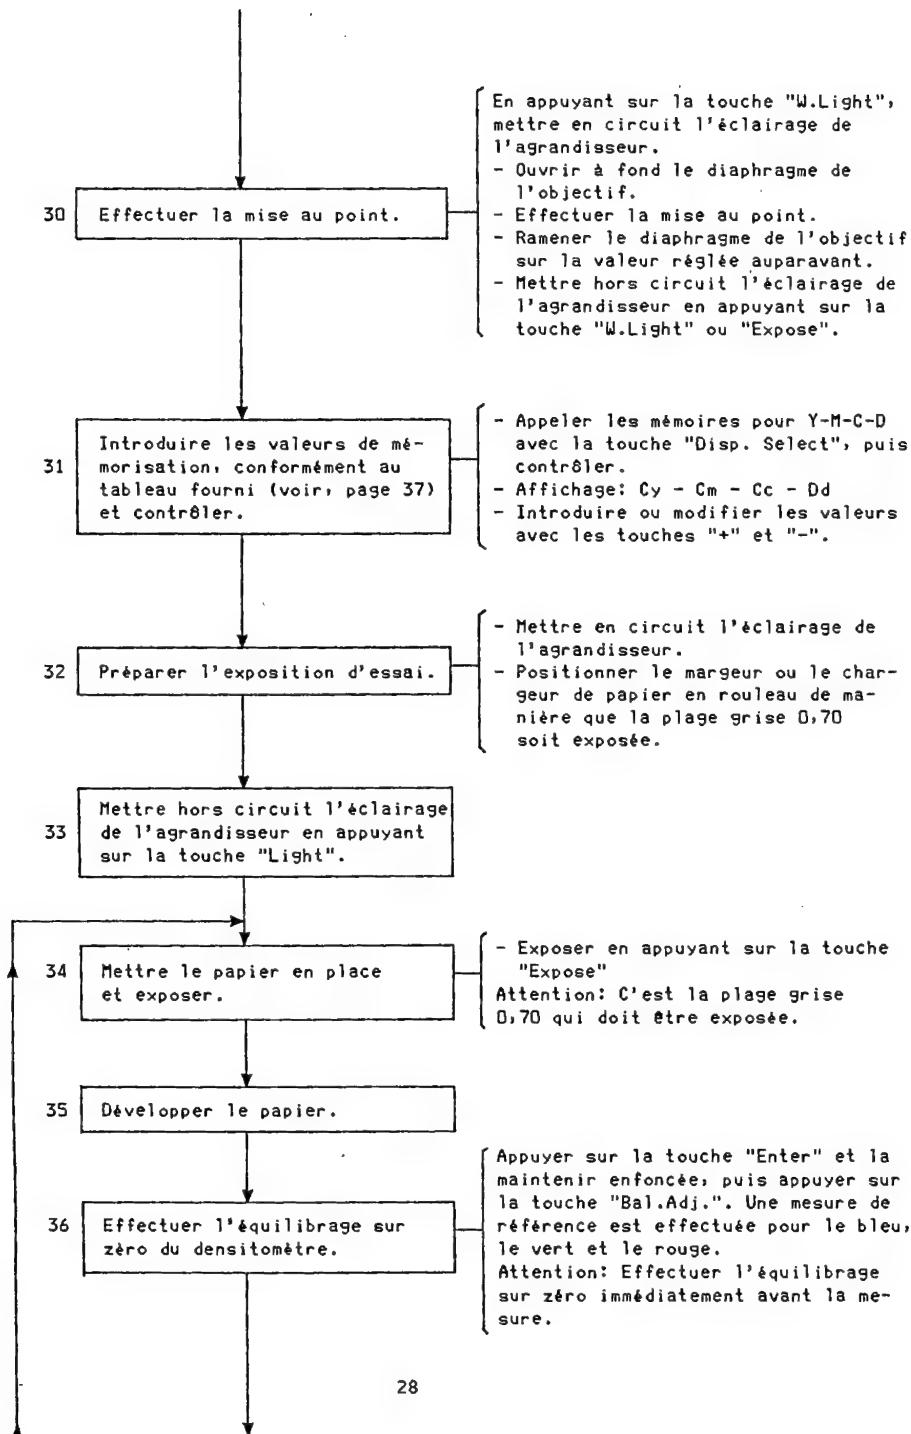 30
Effectuer la mise au point.
En appuyant sur la touche "W.Light",
mettre en circuit l'éclairage de
l'agrandisseur.
- Ouvrir à fond le diaphragme de
l'objectif.
- Effectuer la mise au point.
- Ramener le diaphragme de l'objectif
sur la valeur réglée auparavant.
- Mettre hors circuit l'éclairage de
l'agrandisseur en appuyant sur la
touche "W.Light" ou "Expose".
31
Introduire les valeurs de mé-
morisation, conformément au
tableau fourni (voir, page 37)
et contrôler.
- Appeler les mémoires pour Y-M-C-D
avec la touche "Disp. Select", puis
contrôler.
- Affichage: Cy - Cm - Cc - Dd
- Introduire ou modifier les valeurs
avec les touches "+" et "-".
32
Préparer l'exposition d'essai.
- Mettre en circuit l'éclairage de
l'agrandisseur.
- Positionner le margeur ou le char-
geur de papier en rouleau de ma-
nière que la plage grise 0,70
soit exposée.
33
Mettre hors circuit l'éclairage
de l'agrandisseur en appuyant
sur la touche "Light".
34
Mettre le papier en place
et exposer.
- Exposer en appuyant sur la touche
"Expose"
Attention: C'est la plage grise
0,70 qui doit être exposée.
35
Développer le papier.
36
Effectuer l'équilibrage sur
zéro du densitomètre.
Appuyer sur la touche "Enter" et la
maintenir enfoncée, puis appuyer sur
la touche "Bal.Adj.". Une mesure de
référence est effectuée pour le bleu,
le vert et le rouge.
Attention: Effectuer l'équilibrage
sur zéro immédiatement avant la me-
sure.
28